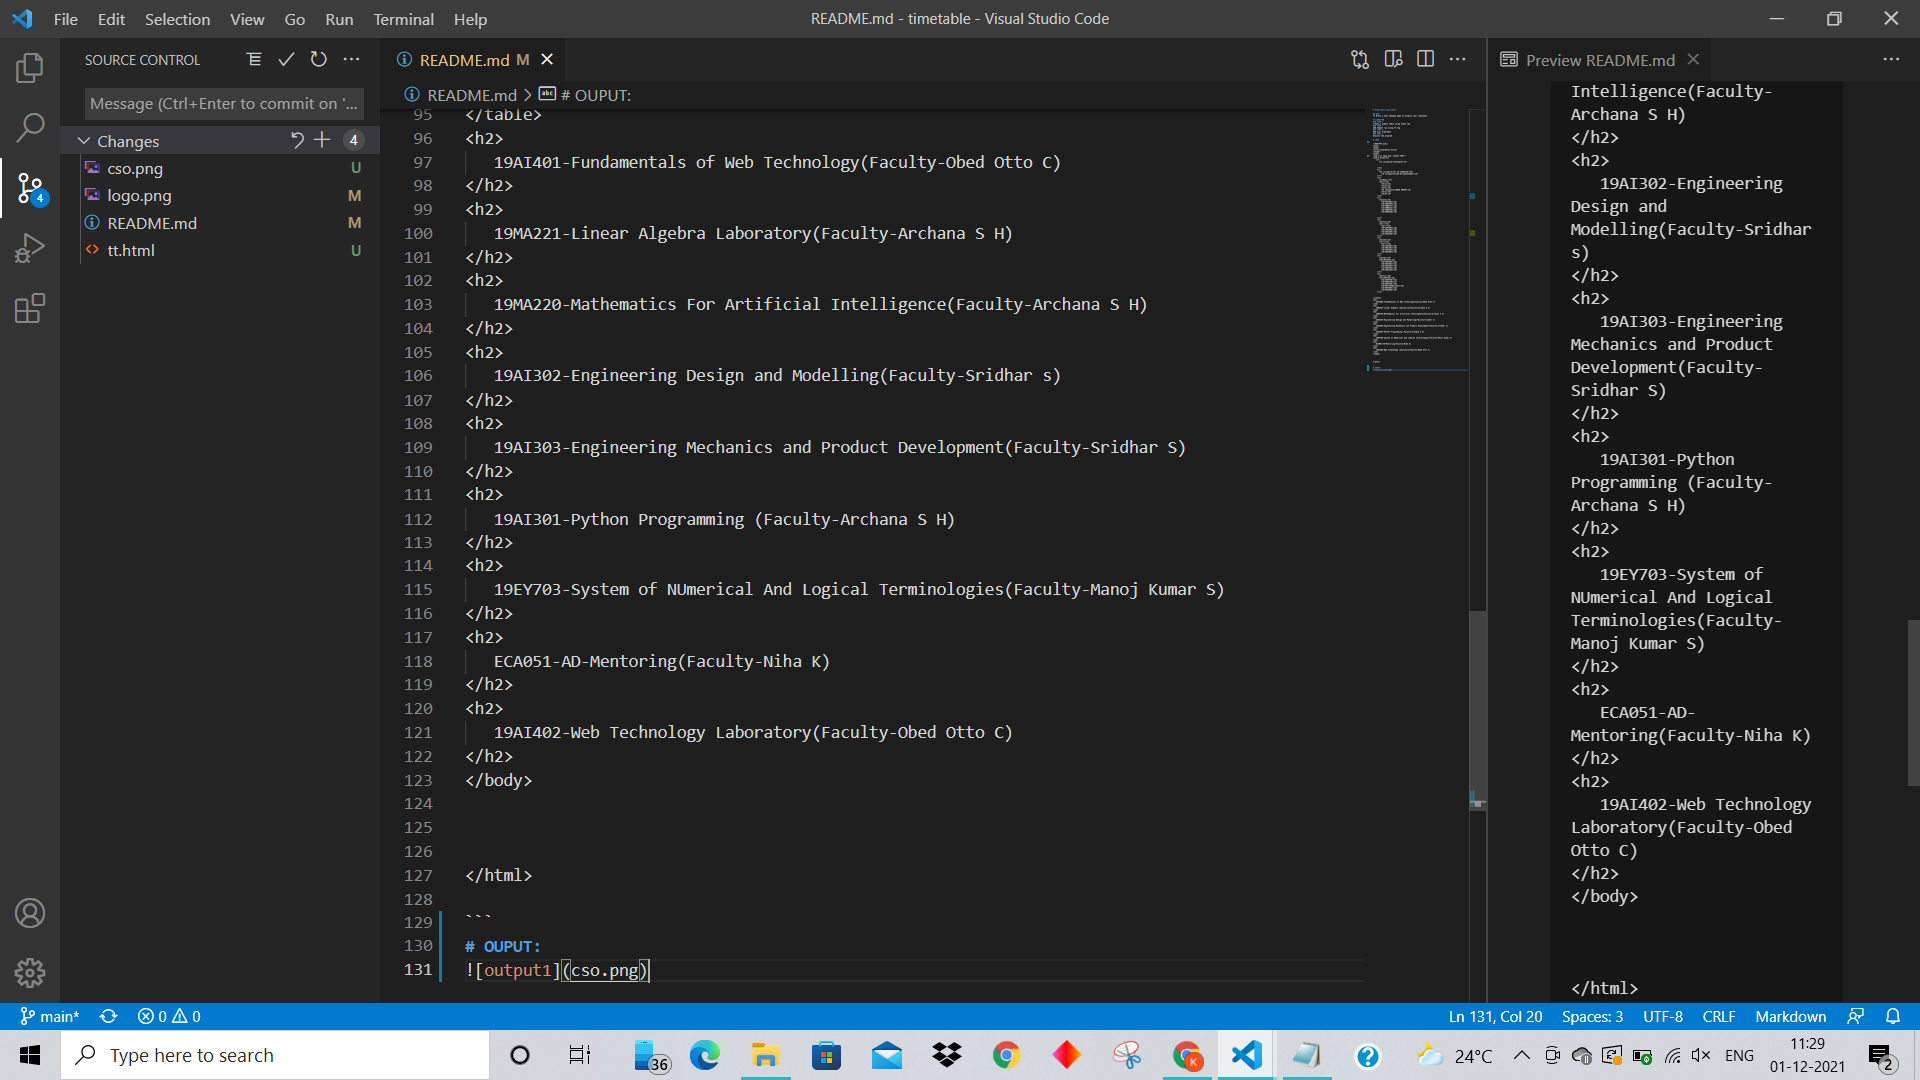 File Edit Selection View Go Run Terminal Help
README.md - timetable - Visual Studio Code
SOURCE CONTROL
Message (Ctrl+Enter to commit on '...
Changes 4
cso.png U
logo.png M
README.md M
tt.html U
4
README.md M
README.md > # OUPUT:
95 </table>
96 <h2>
97 19AI401-Fundamentals of Web Technology(Faculty-Obed Otto C)
98 </h2>
99 <h2>
100 19MA221-Linear Algebra Laboratory(Faculty-Archana S H)
101 </h2>
102 <h2>
103 19MA220-Mathematics For Artificial Intelligence(Faculty-Archana S H)
104 </h2>
105 <h2>
106 19AI302-Engineering Design and Modelling(Faculty-Sridhar s)
107 </h2>
108 <h2>
109 19AI303-Engineering Mechanics and Product Development(Faculty-Sridhar S)
110 </h2>
111 <h2>
112 19AI301-Python Programming (Faculty-Archana S H)
113 </h2>
114 <h2>
115 19EY703-System of NUmerical And Logical Terminologies(Faculty-Manoj Kumar S)
116 </h2>
117 <h2>
118 ECA051-AD-Mentoring(Faculty-Niha K)
119 </h2>
120 <h2>
121 19AI402-Web Technology Laboratory(Faculty-Obed Otto C)
122 </h2>
123 </body>
124
125
126
127 </html>
128
129 ```
130 # OUPUT:
131 ![output1](cso.png)
Preview README.md
Intelligence(Faculty-
Archana S H)
</h2>
<h2>
19AI302-Engineering
Design and
Modelling(Faculty-Sridhar
s)
</h2>
<h2>
19AI303-Engineering
Mechanics and Product
Development(Faculty-
Sridhar S)
</h2>
<h2>
19AI301-Python
Programming (Faculty-
Archana S H)
</h2>
<h2>
19EY703-System of
NUmerical And Logical
Terminologies(Faculty-
Manoj Kumar S)
</h2>
<h2>
ECA051-AD-
Mentoring(Faculty-Niha K)
</h2>
<h2>
19AI402-Web Technology
Laboratory(Faculty-Obed
Otto C)
</h2>
</body>
</html>
main* 0 0
Ln 131, Col 20 Spaces: 3 UTF-8 CRLF Markdown
Type here to search
36
K
24°C
ENG
11:29
01-12-2021
2